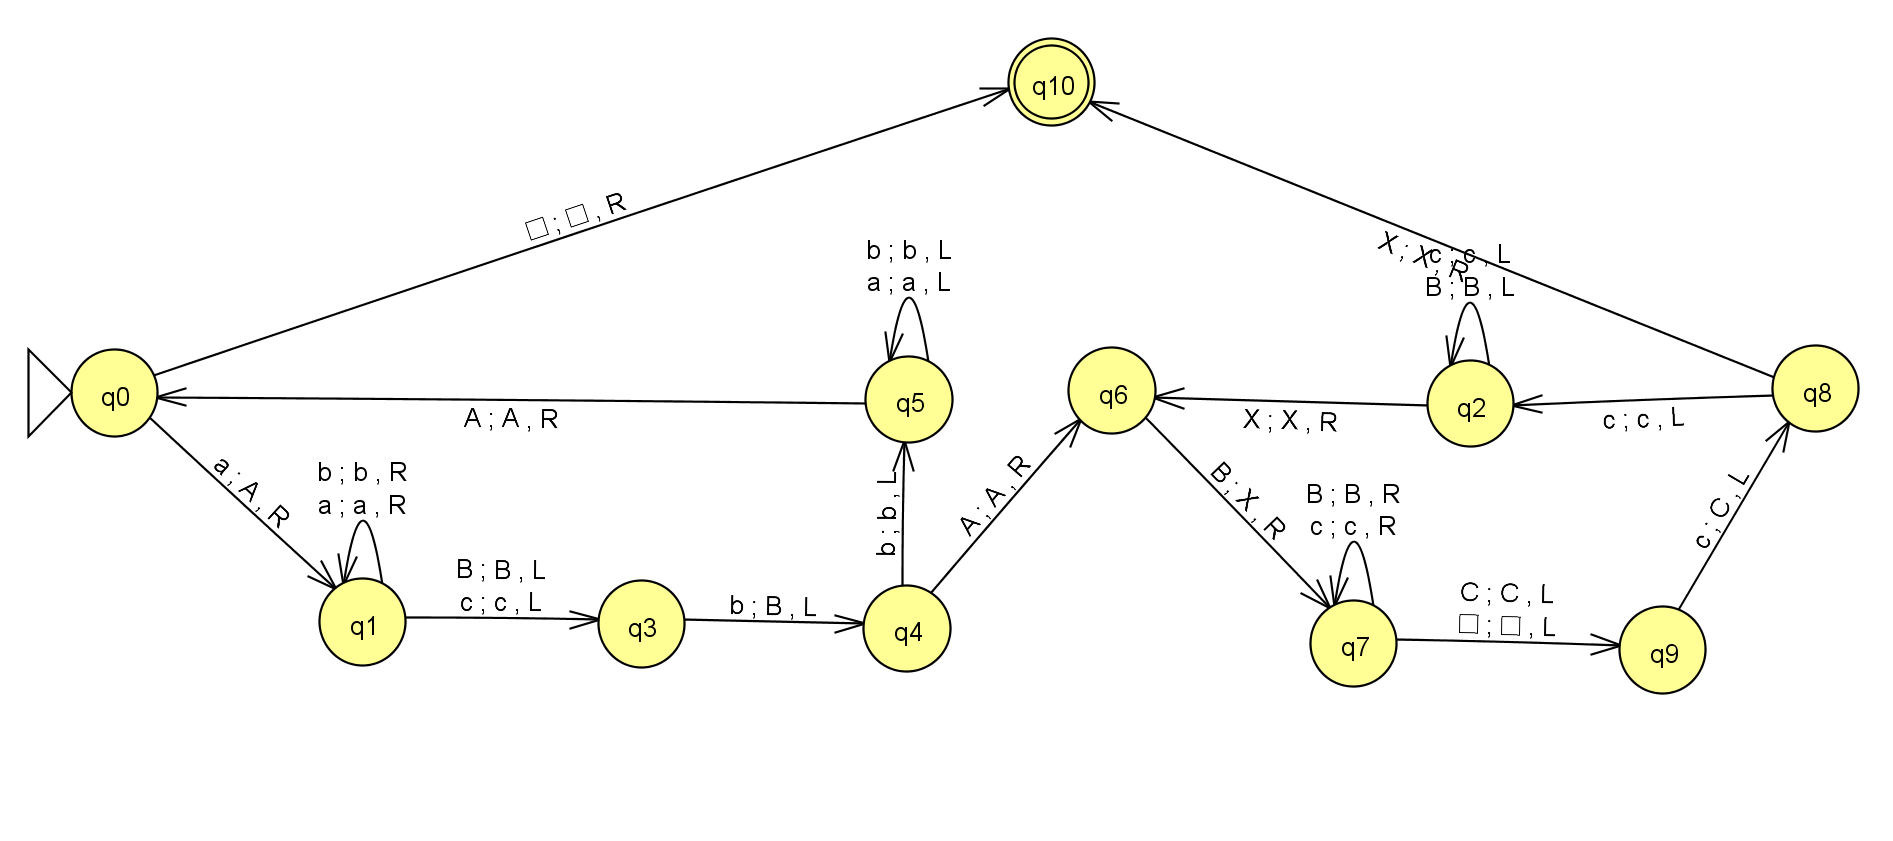 q10
□ ; □ , R
b ; b , L
a ; a , L
X ; X , R
c ; c , L
B ; B , L
q0
q5
q6
q2
q8
A ; A , R
X ; X , R
c ; c , L
a ; A , R
b ; b , R
a ; a , R
b ; b , L
A ; A , R
B ; X , R
B ; B , R
c ; c , R
c ; C , L
B ; B , L
c ; c , L
b ; B , L
C ; C , L
□ ; □ , L
q1
q3
q4
q7
q9